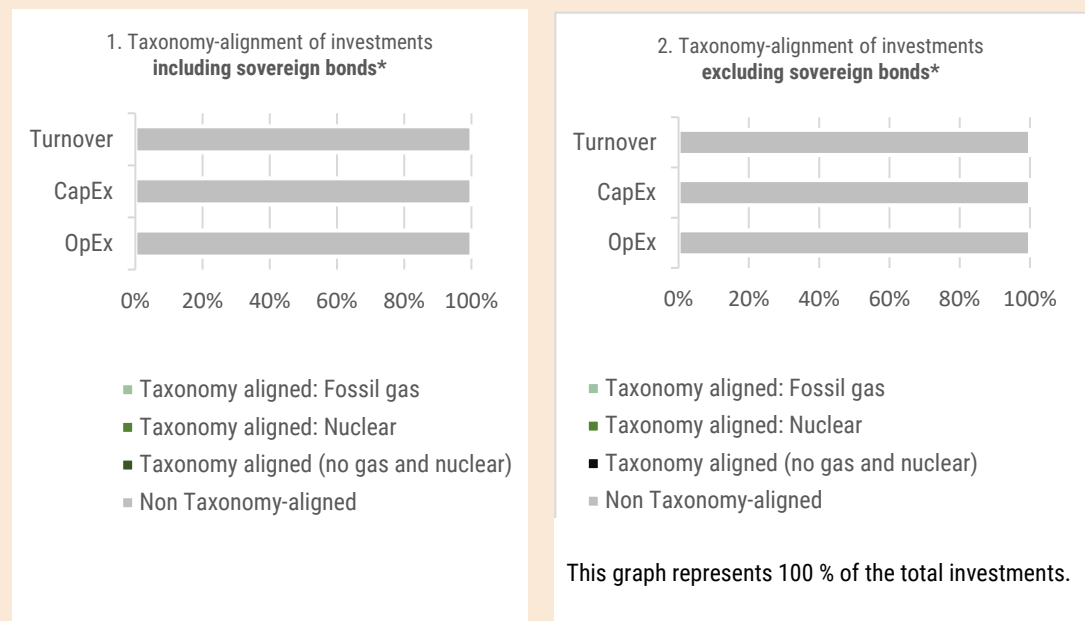 1. Taxonomy-alignment of investments
including sovereign bonds*
Turnover
CapEx
OpEx
0% 20% 40% 60% 80% 100%
Taxonomy aligned: Fossil gas
Taxonomy aligned: Nuclear
Taxonomy aligned (no gas and nuclear)
Non Taxonomy-aligned
2. Taxonomy-alignment of investments
excluding sovereign bonds*
Turnover
CapEx
OpEx
0% 20% 40% 60% 80% 100%
Taxonomy aligned: Fossil gas
Taxonomy aligned: Nuclear
Taxonomy aligned (no gas and nuclear)
Non Taxonomy-aligned
This graph represents 100 % of the total investments.